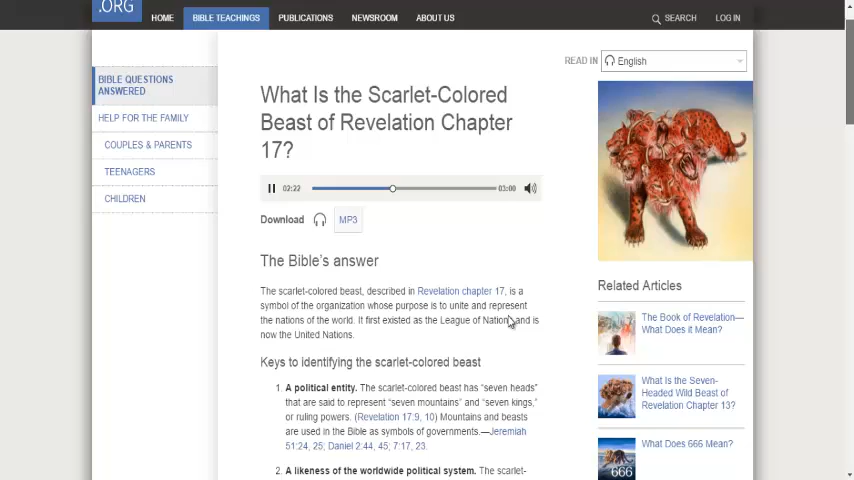 .ORG
HOME BIBLE TEACHINGS PUBLICATIONS NEWSROOM ABOUT US SEARCH LOG IN
READ IN English
BIBLE QUESTIONS
ANSWERED
HELP FOR THE FAMILY
COUPLES & PARENTS
TEENAGERS
CHILDREN
What Is the Scarlet-Colored
Beast of Revelation Chapter
17?
02:22 03:00
Download MP3
The Bible's answer
The scarlet-colored beast, described in Revelation chapter 17, is a
symbol of the organization whose purpose is to unite and represent
the nations of the world. It first existed as the League of Nations and is
now the United Nations.
Keys to identifying the scarlet-colored beast
1. A political entity. The scarlet-colored beast has “seven heads”
that are said to represent “seven mountains” and “seven kings,”
or ruling powers. (Revelation 17:9, 10) Mountains and beasts
are used in the Bible as symbols of governments.—Jeremiah
51:24, 25; Daniel 2:44, 45; 7:17, 23.
2. A likeness of the worldwide political system. The scarlet-
Related Articles
The Book of Revelation—
What Does it Mean?
What Is the Seven-
Headed Wild Beast of
Revelation Chapter 13?
What Does 666 Mean?
666